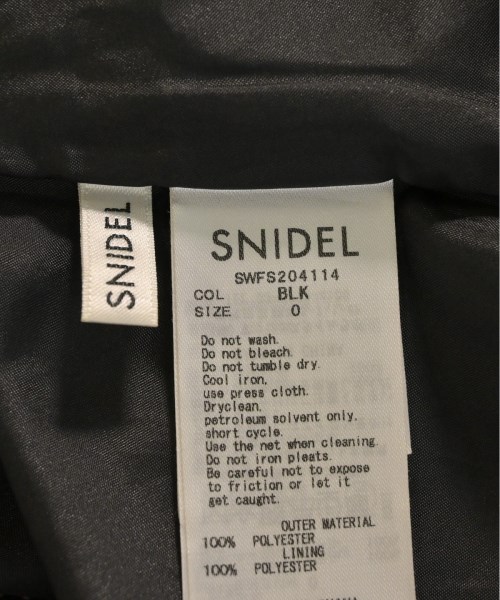 SNIDEL
SNIDEL
SWFS204114
COL BLK
SIZE 0
Do not wash.
Do not bleach.
Do not tumble dry.
Cool iron.
use press cloth.
Dryclean.
petroleum solvent only.
short cycle.
Use the net when cleaning.
Do not iron pleats.
Be careful not to expose
to friction or let it
get caught.
OUTER MATERIAL
100% POLYESTER
LINING
100% POLYESTER